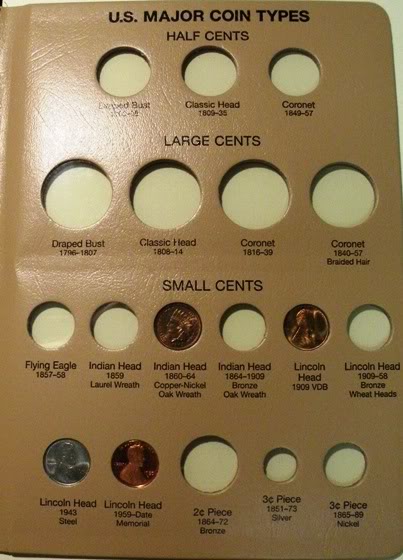 U.S. MAJOR COIN TYPES
HALF CENTS
Draped Bust Classic Head Coronet
1809-35 1849-57
LARGE CENTS
Draped Bust Classic Head Coronet Coronet
1796-1807 1808-14 1816-39 1840-57
Braided Hair
SMALL CENTS
Flying Eagle Indian Head Indian Head Indian Head Lincoln Lincoln Head
1857-58 1859 1860-64 1864-1909 Head 1909-58
Laurel Wreath Copper-Nickel Bronze 1909 VDB Bronze
Oak Wreath Oak Wreath Wheat Heads
Lincoln Head Lincoln Head 2¢ Piece 3¢ Piece 3¢ Piece
1943 1959-Date 1864-72 1851-73 1865-89
Steel Memorial Bronze Silver Nickel